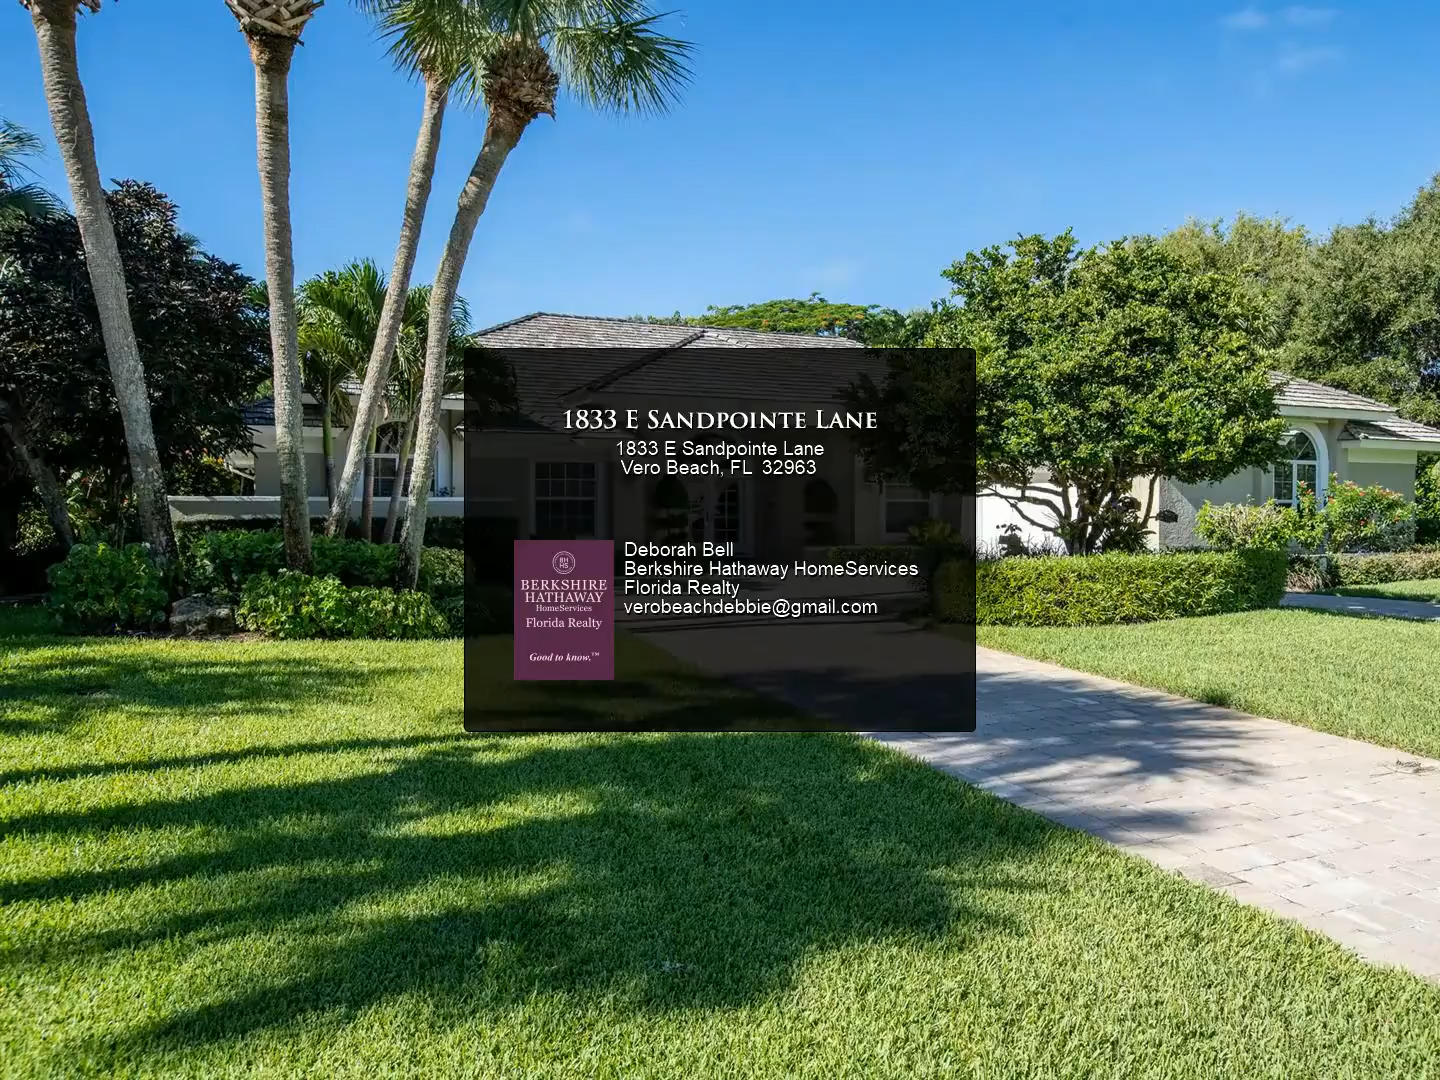 1833 E Sandpointe Lane
1833 E Sandpointe Lane
Vero Beach, FL  32963
BH
HS
BERKSHIRE
HATHAWAY
HomeServices
Florida Realty
Good to know.™
Deborah Bell
Berkshire Hathaway HomeServices
Florida Realty
verobeachdebbie@gmail.com